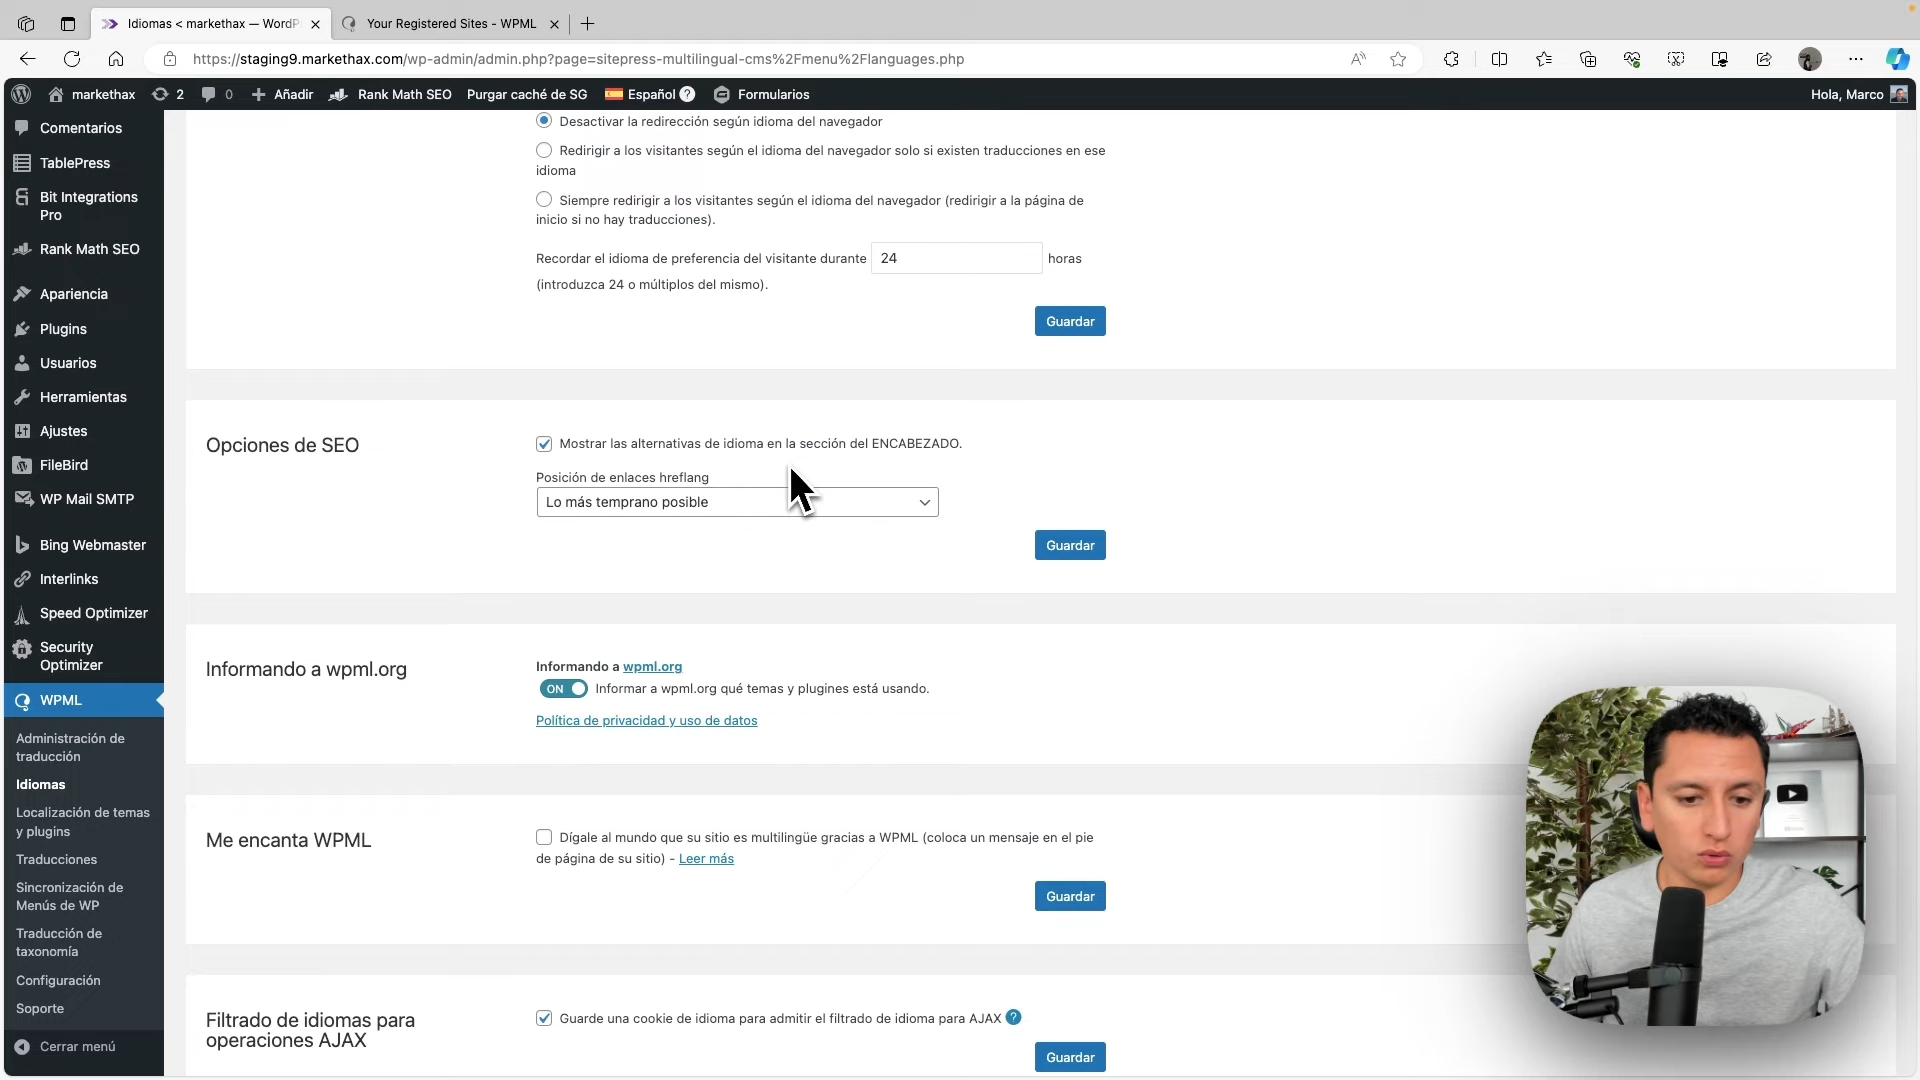 Idiomas < markethax — WordP
Your Registered Sites - WPML
https://staging9.markethax.com/wp-admin/admin.php?page=sitepress-multilingual-cms%2Fmenu%2Flanguages.php
markethax
2
0
Añadir
Rank Math SEO
Purgar caché de SG
Español
Formularios
Hola, Marco
Comentarios
TablePress
Bit Integrations
Pro
Rank Math SEO
Apariencia
Plugins
Usuarios
Herramientas
Ajustes
FileBird
WP Mail SMTP
Bing Webmaster
Interlinks
Speed Optimizer
Security
Optimizer
WPML
Administración de
traducción
Idiomas
Localización de temas
y plugins
Traducciones
Sincronización de
Menús de WP
Traducción de
taxonomía
Configuración
Soporte
Cerrar menú
Desactivar la redirección según idioma del navegador
Redirigir a los visitantes según el idioma del navegador solo si existen traducciones en ese
idioma
Siempre redirigir a los visitantes según el idioma del navegador (redirigir a la página de
inicio si no hay traducciones).
Recordar el idioma de preferencia del visitante durante 24 horas
(introduzca 24 o múltiplos del mismo).
Guardar
Opciones de SEO
Mostrar las alternativas de idioma en la sección del ENCABEZADO.
Posición de enlaces hreflang
Lo más temprano posible
Guardar
Informando a wpml.org
Informando a wpml.org
ON Informar a wpml.org qué temas y plugines está usando.
Política de privacidad y uso de datos
Me encanta WPML
Dígale al mundo que su sitio es multilingüe gracias a WPML (coloca un mensaje en el pie
de página de su sitio) - Leer más
Guardar
Filtrado de idiomas para
operaciones AJAX
Guarde una cookie de idioma para admitir el filtrado de idioma para AJAX
Guardar